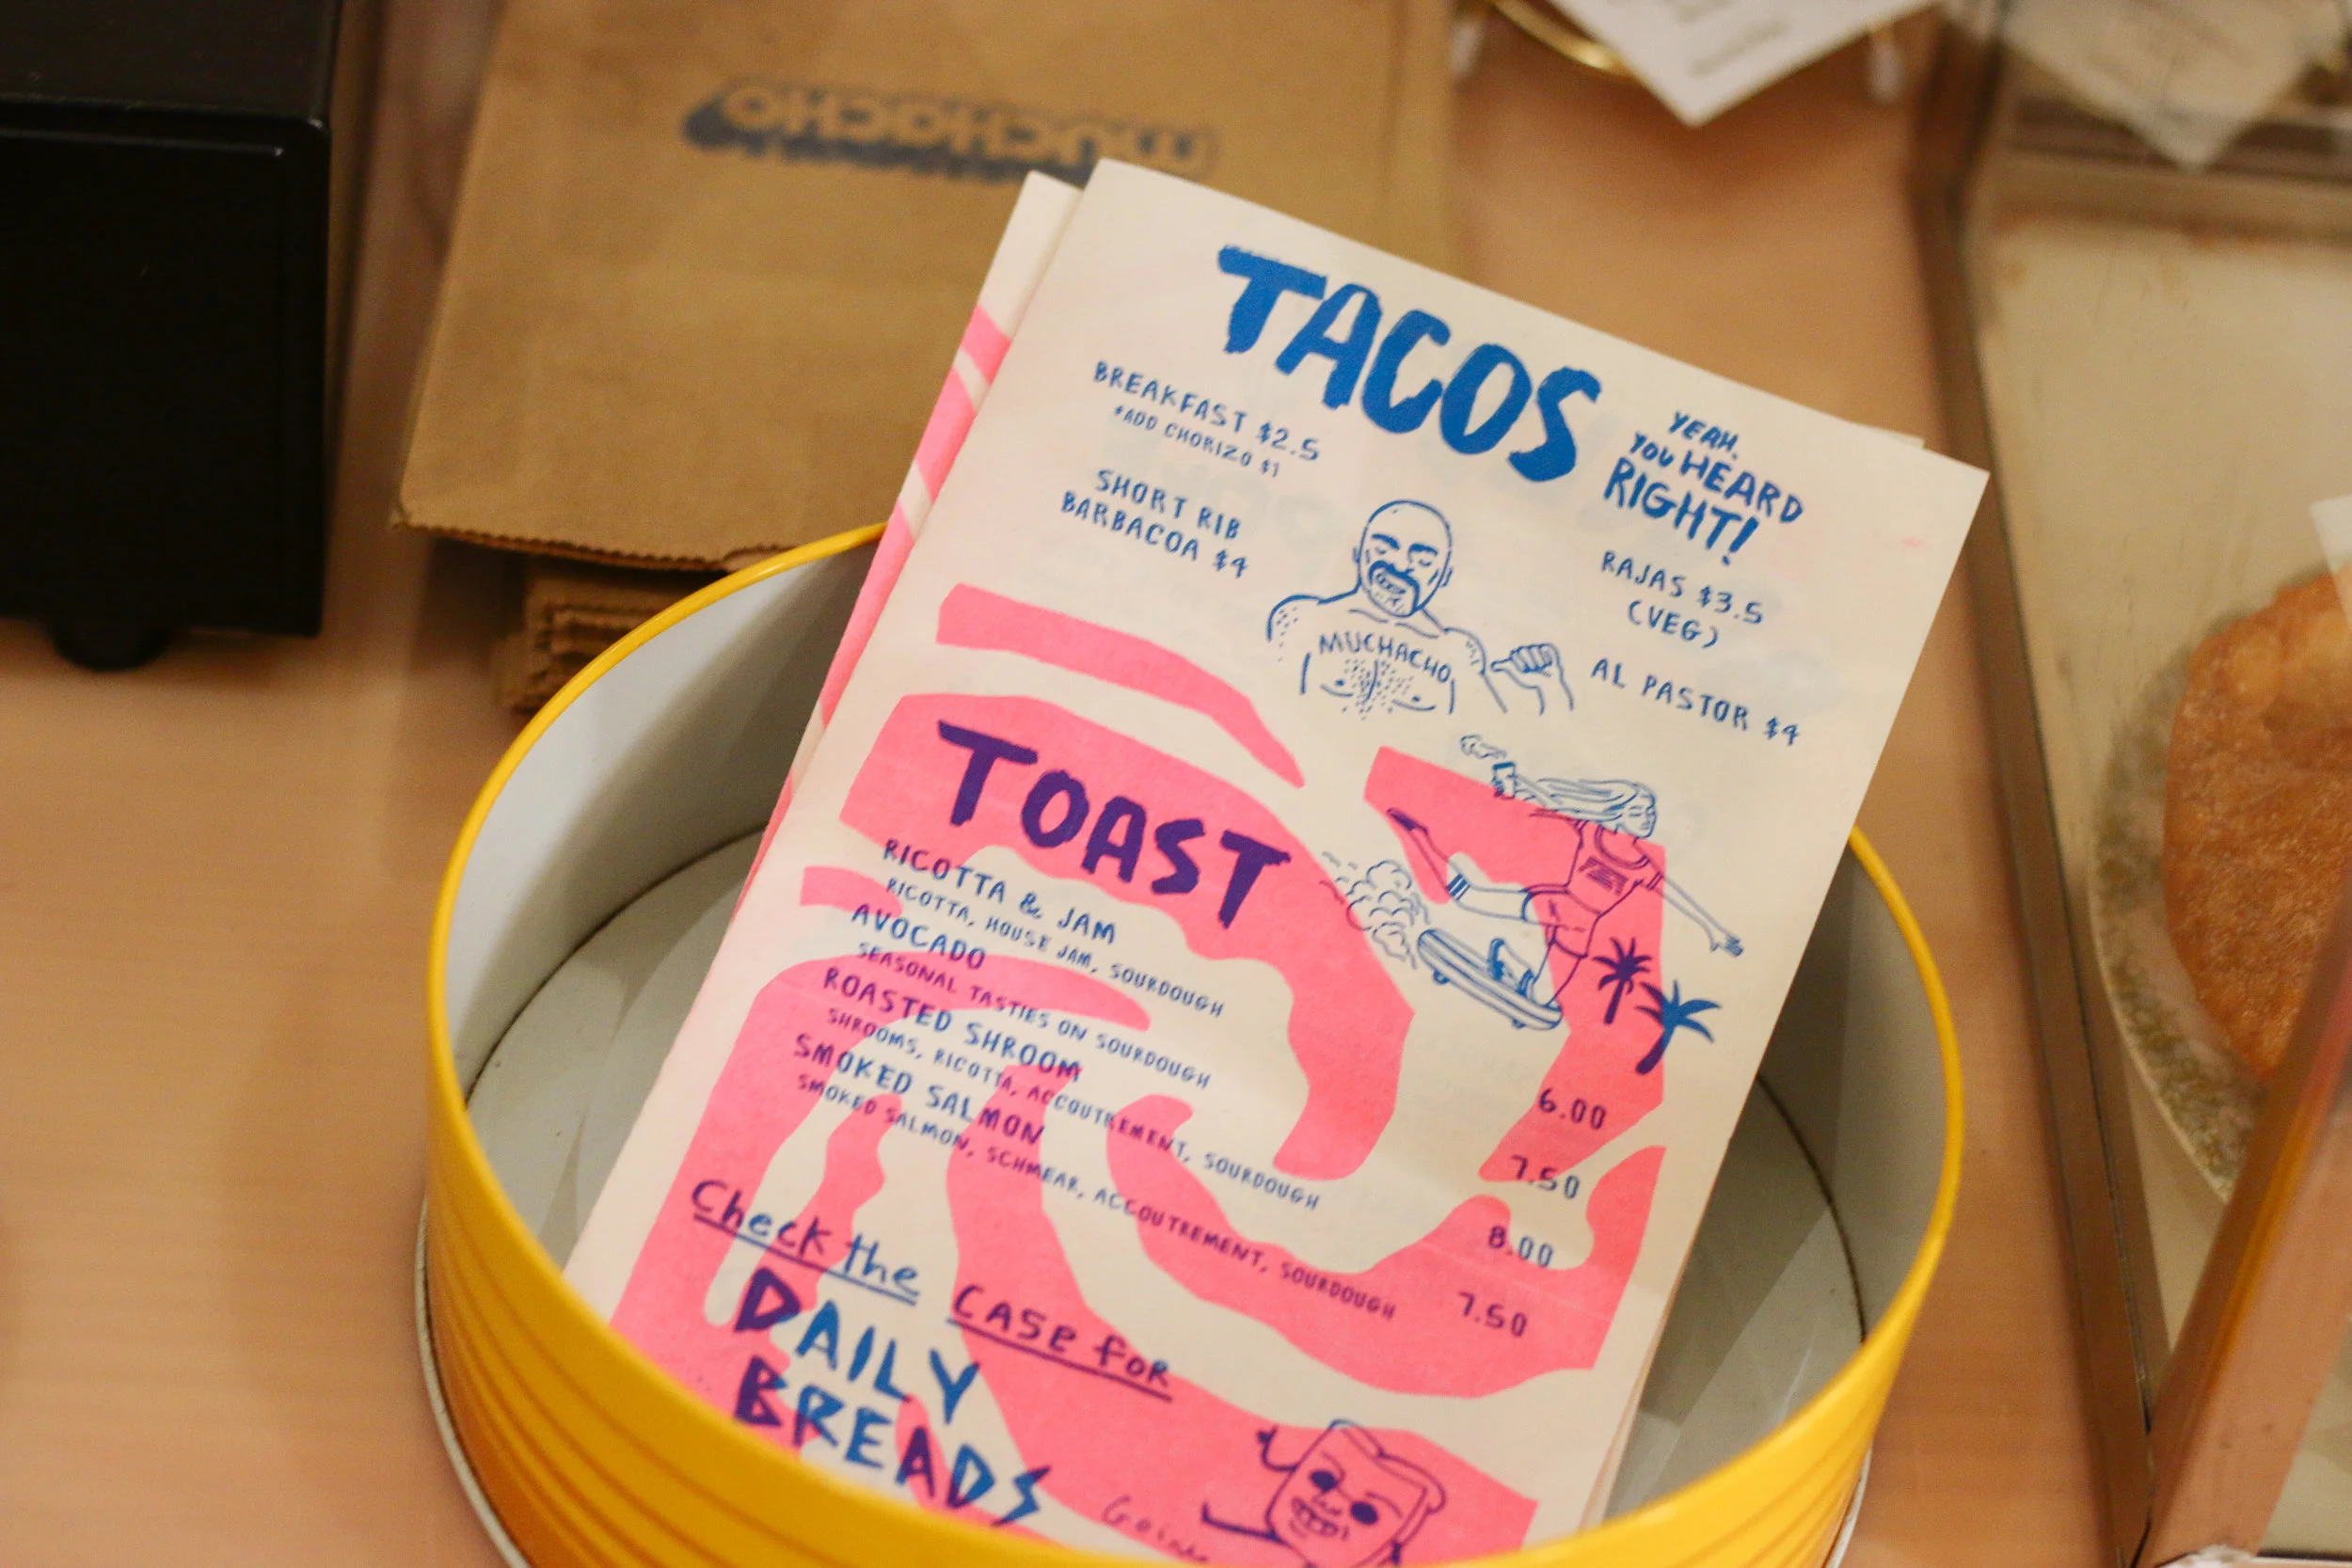 MUCHACHO
TACOS
YEAH.
YOU HEARD
RIGHT!
BREAKFAST $2.5
*ADD CHORIZO $1
SHORT RIB
BARBACOA $4
RAJAS $3.5
(VEG)
AL PASTOR $4
MUCHACHO
TOAST
RICOTTA & JAM 6.00
RICOTTA, HOUSE JAM, SOURDOUGH
AVOCADO 7.50
SEASONAL TASTIES ON SOURDOUGH
ROASTED SHROOM 8.00
SHROOMS, RICOTTA, ACCOUTREMENT, SOURDOUGH
SMOKED SALMON 7.50
SMOKED SALMON, SCHMEAR, ACCOUTREMENT, SOURDOUGH
Check the CASE FOR
DAILY
BREADS